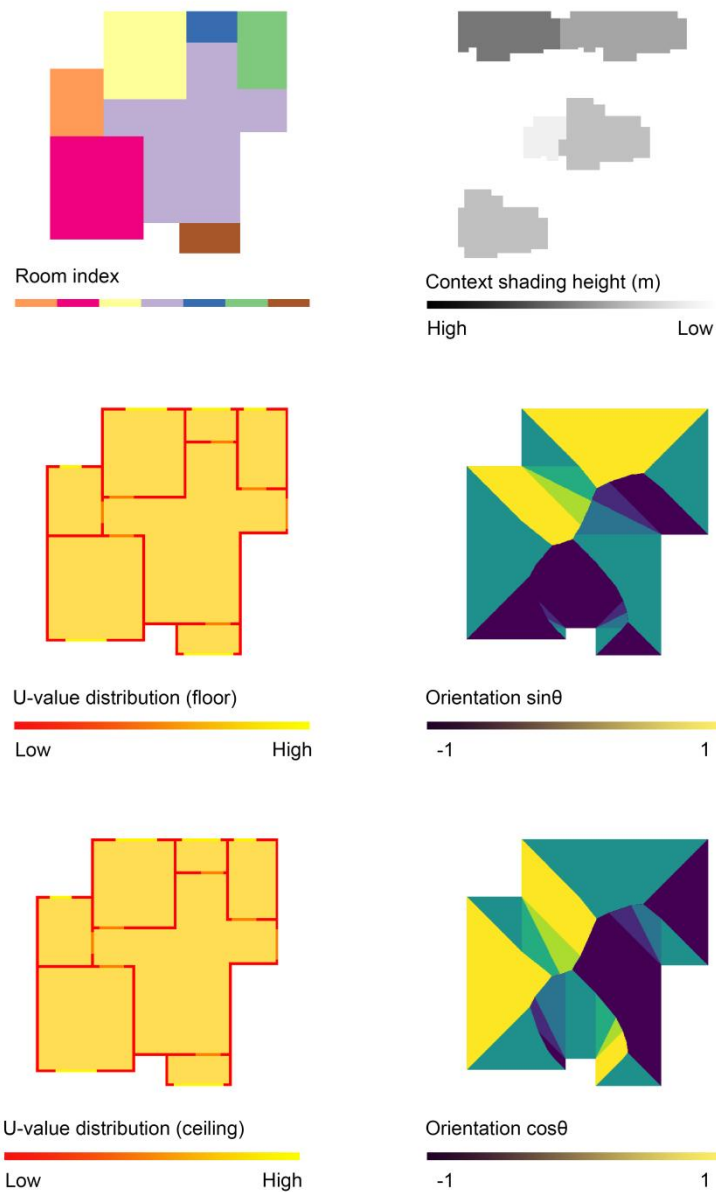 Room index
Context shading height (m)
High Low
U-value distribution (floor)
Low High
Orientation sinθ
-1 1
U-value distribution (ceiling)
Low High
Orientation cosθ
-1 1